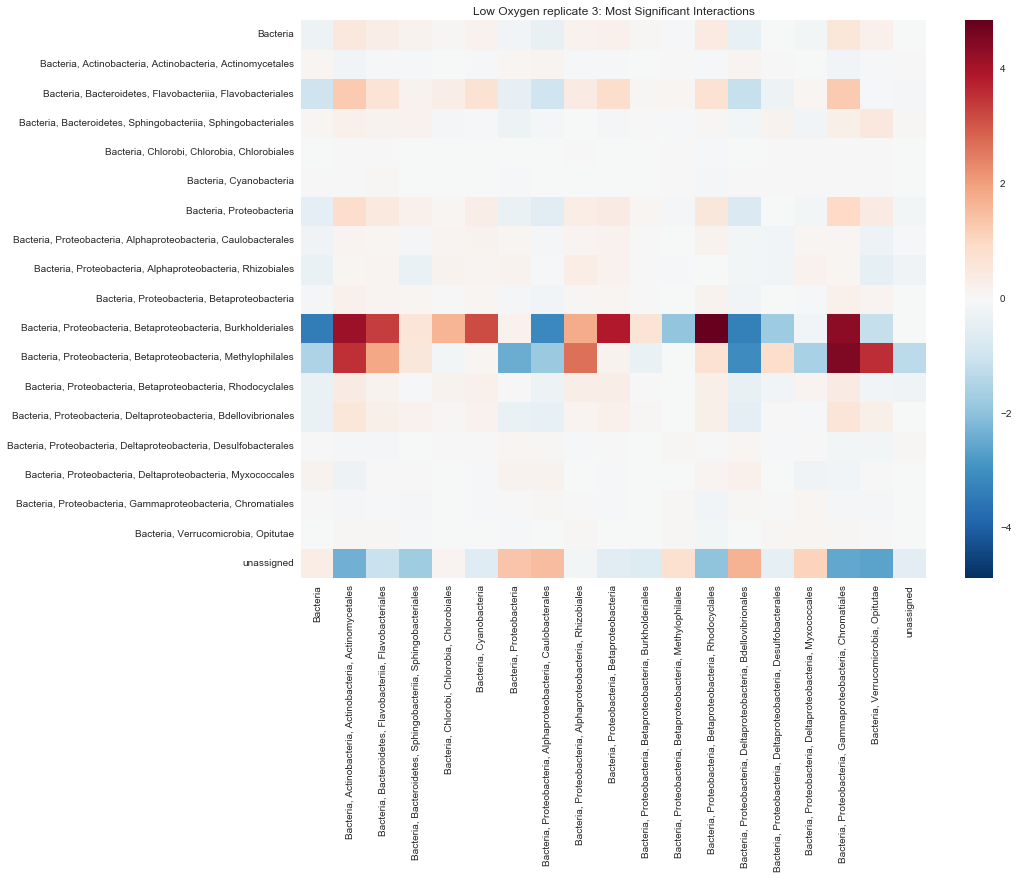 Low Oxygen replicate 3: Most Significant Interactions
Bacteria
Bacteria, Actinobacteria, Actinobacteria, Actinomycetales
Bacteria, Bacteroidetes, Flavobacteriia, Flavobacteriales
Bacteria, Bacteroidetes, Sphingobacteriia, Sphingobacteriales
Bacteria, Chlorobi, Chlorobia, Chlorobiales
Bacteria, Cyanobacteria
Bacteria, Proteobacteria
Bacteria, Proteobacteria, Alphaproteobacteria, Caulobacterales
Bacteria, Proteobacteria, Alphaproteobacteria, Rhizobiales
Bacteria, Proteobacteria, Betaproteobacteria
Bacteria, Proteobacteria, Betaproteobacteria, Burkholderiales
Bacteria, Proteobacteria, Betaproteobacteria, Methylophilales
Bacteria, Proteobacteria, Betaproteobacteria, Rhodocyclales
Bacteria, Proteobacteria, Deltaproteobacteria, Bdellovibrionales
Bacteria, Proteobacteria, Deltaproteobacteria, Desulfobacterales
Bacteria, Proteobacteria, Deltaproteobacteria, Myxococcales
Bacteria, Proteobacteria, Gammaproteobacteria, Chromatiales
Bacteria, Verrucomicrobia, Opitutae
unassigned
Bacteria
Bacteria, Actinobacteria, Actinobacteria, Actinomycetales
Bacteria, Bacteroidetes, Flavobacteriia, Flavobacteriales
Bacteria, Bacteroidetes, Sphingobacteriia, Sphingobacteriales
Bacteria, Chlorobi, Chlorobia, Chlorobiales
Bacteria, Cyanobacteria
Bacteria, Proteobacteria
Bacteria, Proteobacteria, Alphaproteobacteria, Caulobacterales
Bacteria, Proteobacteria, Alphaproteobacteria, Rhizobiales
Bacteria, Proteobacteria, Betaproteobacteria
Bacteria, Proteobacteria, Betaproteobacteria, Burkholderiales
Bacteria, Proteobacteria, Betaproteobacteria, Methylophilales
Bacteria, Proteobacteria, Betaproteobacteria, Rhodocyclales
Bacteria, Proteobacteria, Deltaproteobacteria, Bdellovibrionales
Bacteria, Proteobacteria, Deltaproteobacteria, Desulfobacterales
Bacteria, Proteobacteria, Deltaproteobacteria, Myxococcales
Bacteria, Proteobacteria, Gammaproteobacteria, Chromatiales
Bacteria, Verrucomicrobia, Opitutae
unassigned
4
2
0
−2
−4